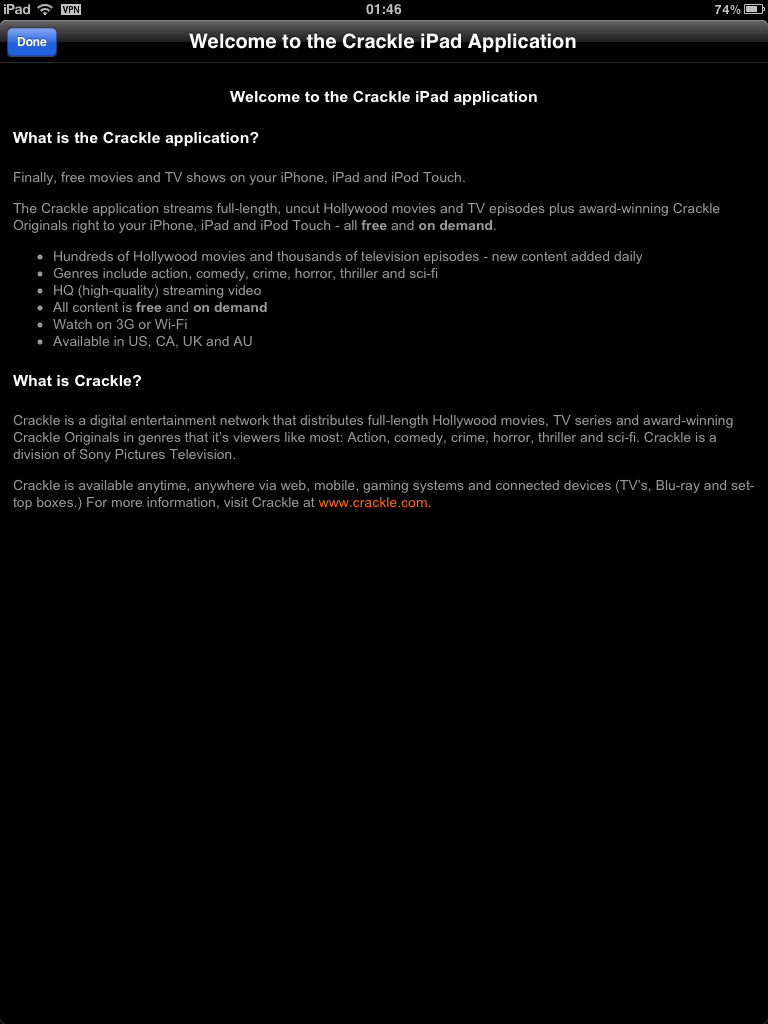 iPad VPN 01:46 74%
Done Welcome to the Crackle iPad Application
Welcome to the Crackle iPad application
What is the Crackle application?
Finally, free movies and TV shows on your iPhone, iPad and iPod Touch.
The Crackle application streams full-length, uncut Hollywood movies and TV episodes plus award-winning Crackle
Originals right to your iPhone, iPad and iPod Touch - all free and on demand.
• Hundreds of Hollywood movies and thousands of television episodes - new content added daily
• Genres include action, comedy, crime, horror, thriller and sci-fi
• HQ (high-quality) streaming video
• All content is free and on demand
• Watch on 3G or Wi-Fi
• Available in US, CA, UK and AU
What is Crackle?
Crackle is a digital entertainment network that distributes full-length Hollywood movies, TV series and award-winning
Crackle Originals in genres that it's viewers like most: Action, comedy, crime, horror, thriller and sci-fi. Crackle is a
division of Sony Pictures Television.
Crackle is available anytime, anywhere via web, mobile, gaming systems and connected devices (TV's, Blu-ray and set-
top boxes.) For more information, visit Crackle at www.crackle.com.